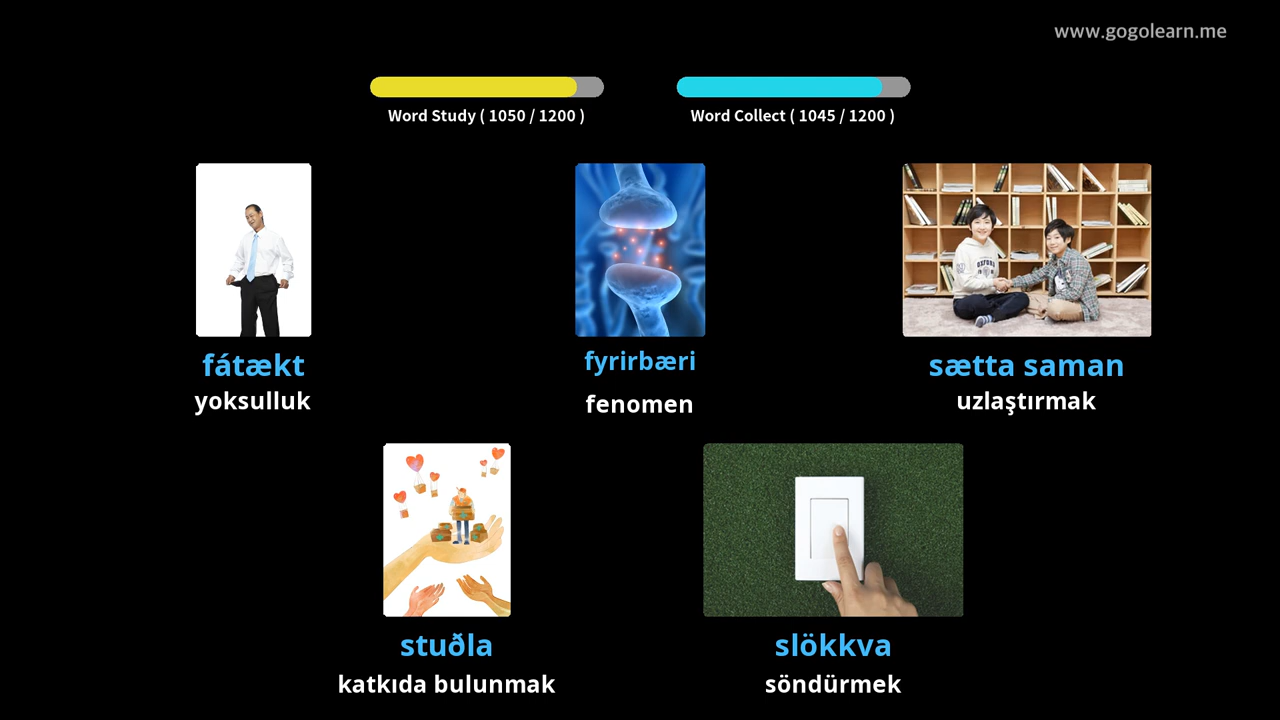 www.gogolearn.me
Word Study ( 1050 / 1200 )
Word Collect ( 1045 / 1200 )
fátækt
yoksulluk
fyrirbæri
fenomen
sætta saman
uzlaştırmak
stuðla
katkıda bulunmak
slökkva
söndürmek